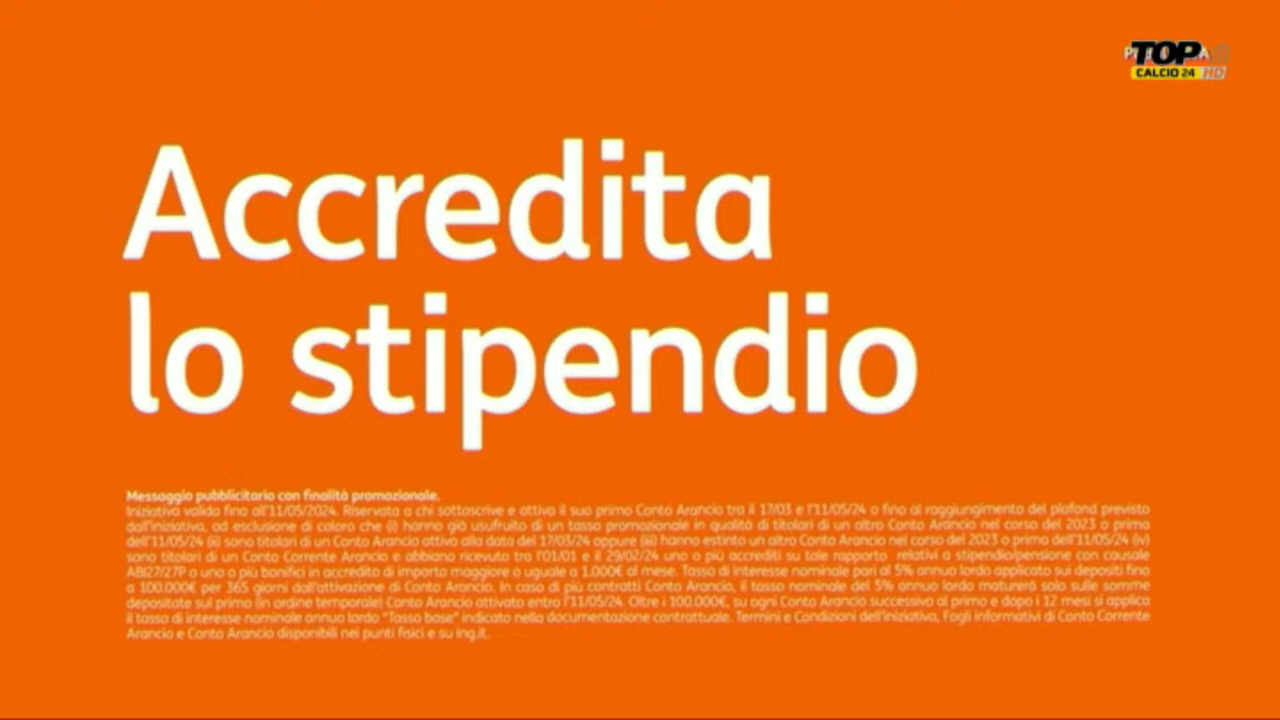 TOP
CALCIO 24 HD
Accredita
lo stipendio
Messaggio pubblicitario con finalità promozionale.
Iniziativa valida fino all'11/05/2024. Riservata a chi sottoscrive e attiva il suo primo Conto Arancio tra il 17/03 e l'11/05/24 o fino al raggiungimento del plafond previsto
dall'iniziativa, ad esclusione di coloro che (i) hanno già usufruito di un tasso promozionale in qualità di titolari di un altro Conto Arancio nel corso del 2023 o prima
dell'11/05/24 (ii) sono titolari di un Conto Arancio attivo alla data del 17/03/24 oppure (iii) hanno estinto un altro Conto Arancio nel corso del 2023 o prima dell'11/05/24 (iv)
sono titolari di un Conto Corrente Arancio e abbiano ricevuto tra l'01/01 e il 29/02/24 uno o più accrediti su tale rapporto relativi a stipendio/pensione con causale
ABI27/27P o uno o più bonifici in accredito di importo maggiore o uguale a 1.000€ al mese. Tasso di interesse nominale pari al 5% annuo lordo applicato sui depositi fino
a 100.000€ per 365 giorni dall'attivazione di Conto Arancio. In caso di più contratti Conto Arancio, il tasso nominale del 5% annuo lordo maturerà solo sulle somme
depositate sul primo (in ordine temporale) Conto Arancio attivato entro l'11/05/24. Oltre i 100.000€, su ogni Conto Arancio successivo al primo e dopo i 12 mesi si applica
il tasso di interesse nominale annuo lordo "Tasso base" indicato nella documentazione contrattuale. Termini e Condizioni dell'iniziativa, Fogli informativi di Conto Corrente
Arancio e Conto Arancio disponibili nei punti fisici e su ing.it.